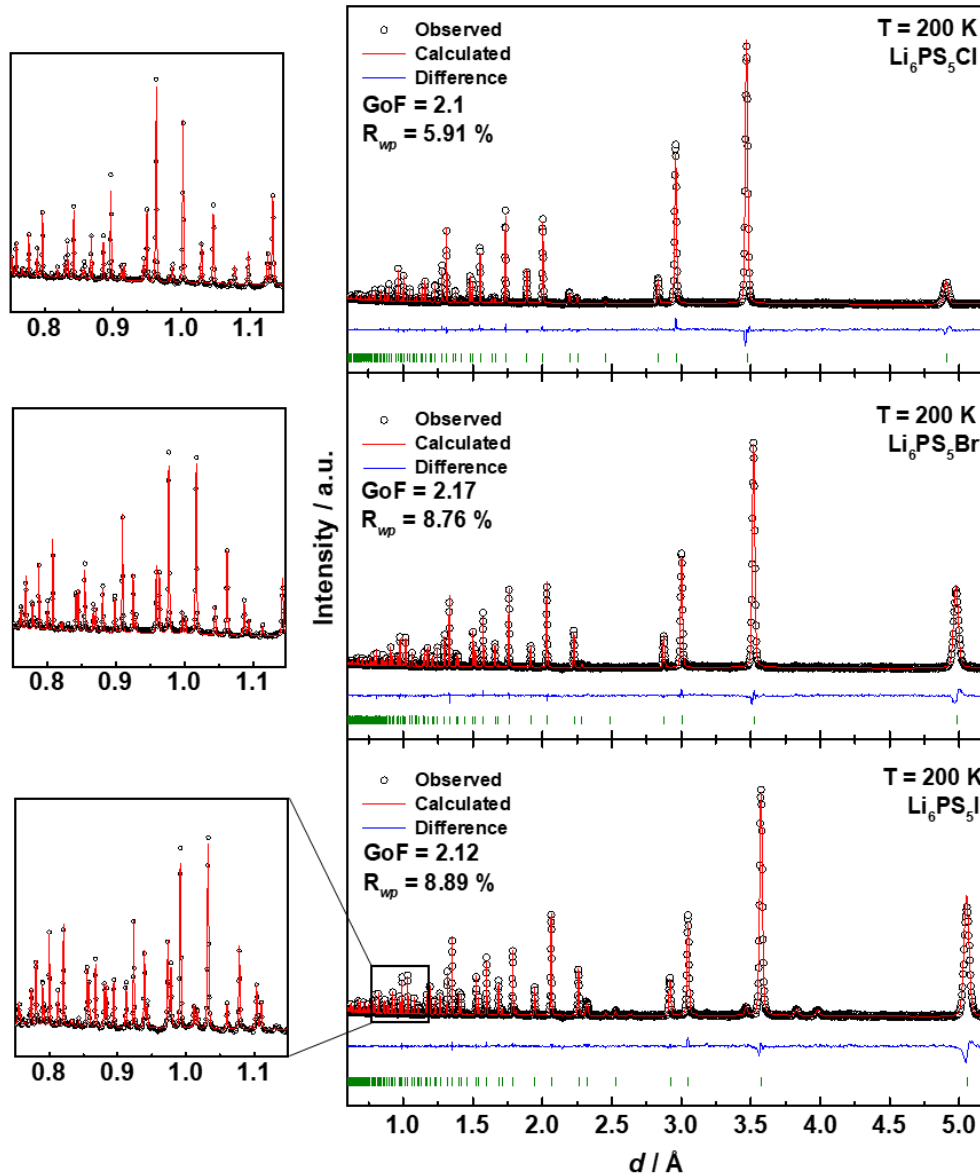 Observed
Calculated
Difference
GoF = 2.1
R_wp = 5.91 %
T = 200 K
Li₆PS₅Cl
0.8 0.9 1.0 1.1
Observed
Calculated
Difference
GoF = 2.17
R_wp = 8.76 %
T = 200 K
Li₆PS₅Br
0.8 0.9 1.0 1.1
Intensity / a.u.
Observed
Calculated
Difference
GoF = 2.12
R_wp = 8.89 %
T = 200 K
Li₆PS₅I
0.8 0.9 1.0 1.1
1.0 1.5 2.0 2.5 3.0 3.5 4.0 4.5 5.0
d / Å